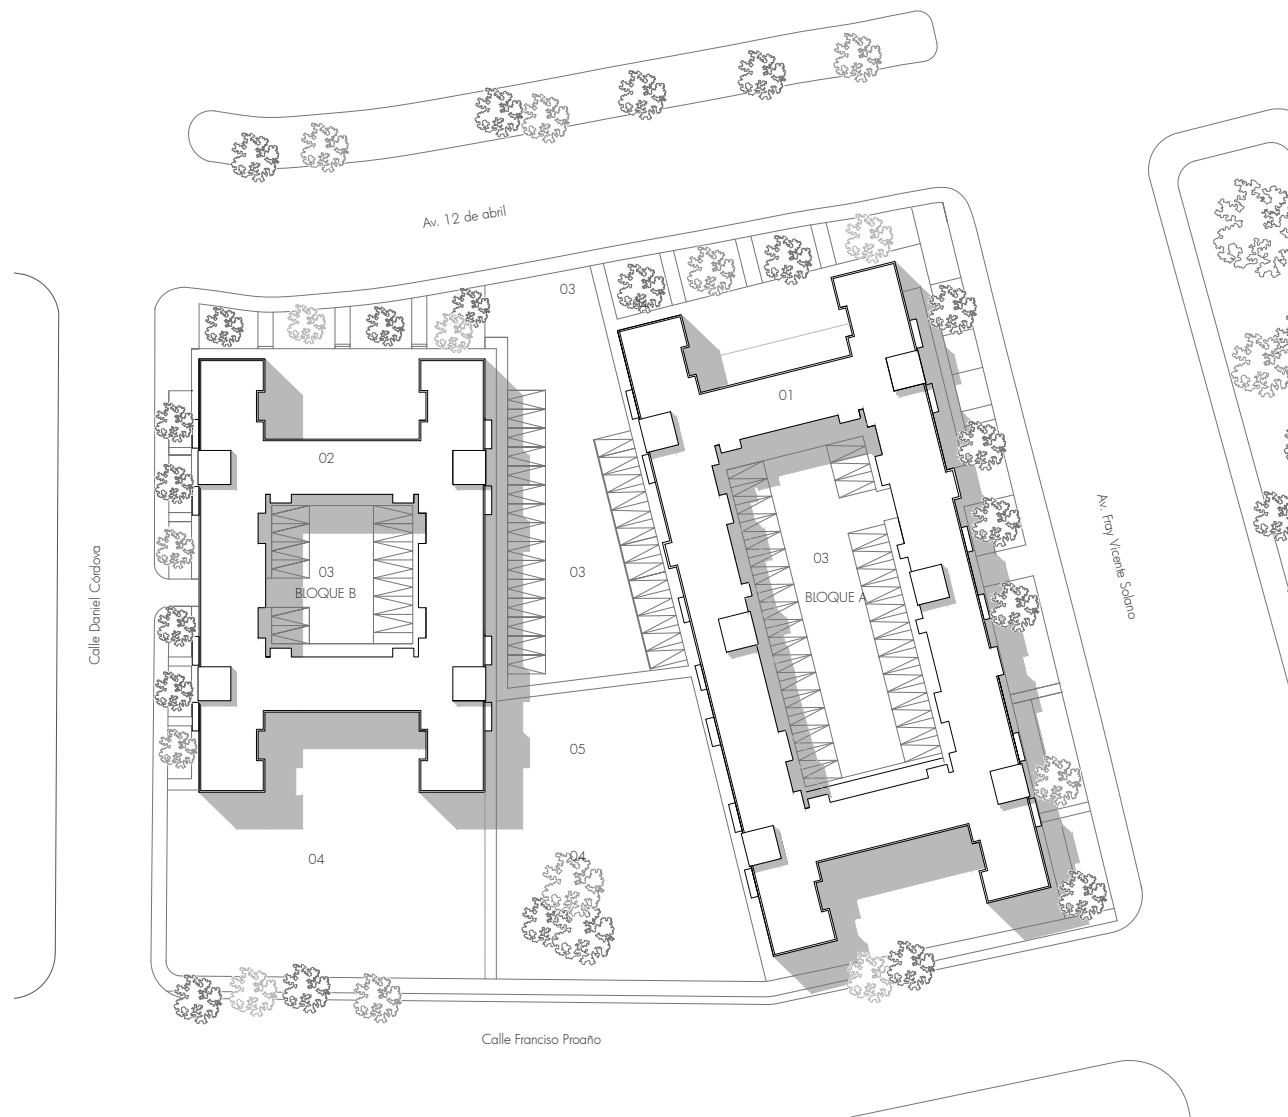 Av. 12 de abril
03
01
02
03
BLOQUE B
03
03
BLOQUE A
Av. Fray Vicente Solano
Calle Daniel Córdova
05
04
04
Calle Franciso Proaño